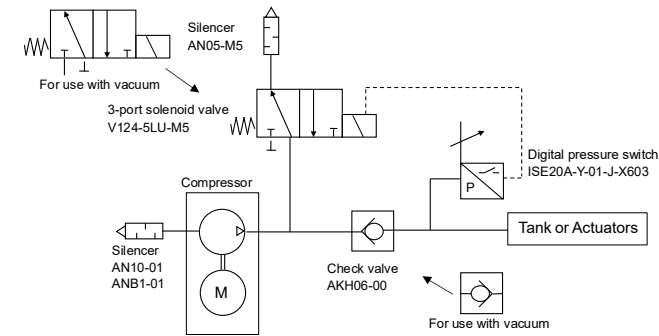 Silencer
AN05-M5
For use with vacuum
3-port solenoid valve
V124-5LU-M5
Digital pressure switch
ISE20A-Y-01-J-X603
P
Compressor
Tank or Actuators
Silencer
AN10-01
ANB1-01
M
Check valve
AKH06-00
For use with vacuum